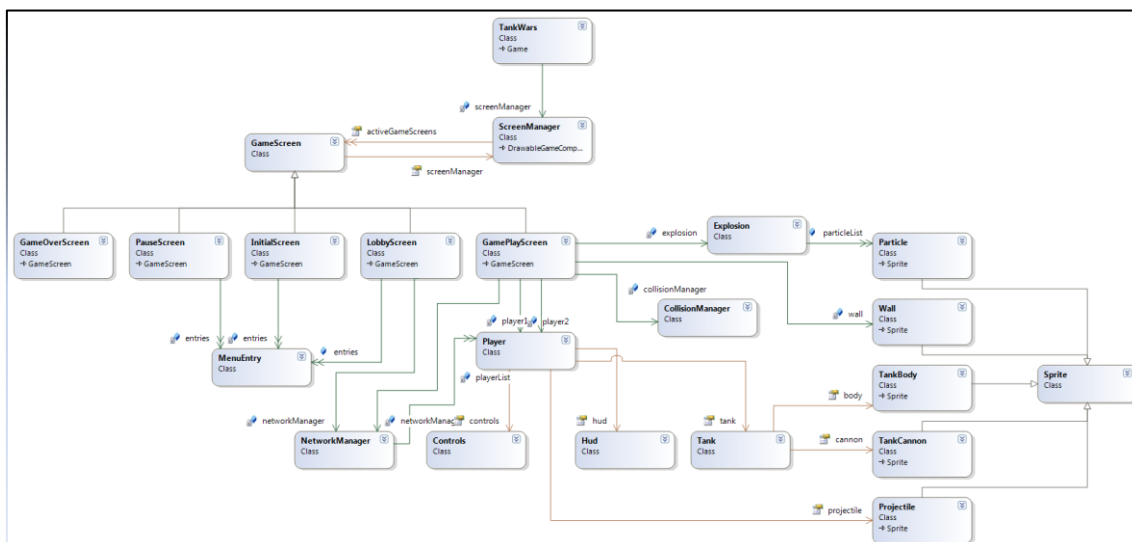 TankWars
Class
Game
screenManager
ScreenManager
Class
DrawableGameComp...
activeGameScreens
GameScreen
Class
screenManager
GameOverScreen
Class
GameScreen
PauseScreen
Class
GameScreen
InitialScreen
Class
GameScreen
LobbyScreen
Class
GameScreen
GamePlayScreen
Class
GameScreen
explosion
Explosion
Class
particleList
Particle
Class
Sprite
collisionManager
CollisionManager
Class
wall
Wall
Class
Sprite
player1
player2
Player
Class
entries
entries
entries
MenuEntry
Class
playerList
TankBody
Class
Sprite
Sprite
Class
body
networkManager
controls
hud
tank
networkManager
NetworkManager
Class
Controls
Class
Hud
Class
Tank
Class
cannon
TankCannon
Class
Sprite
projectile
Projectile
Class
Sprite